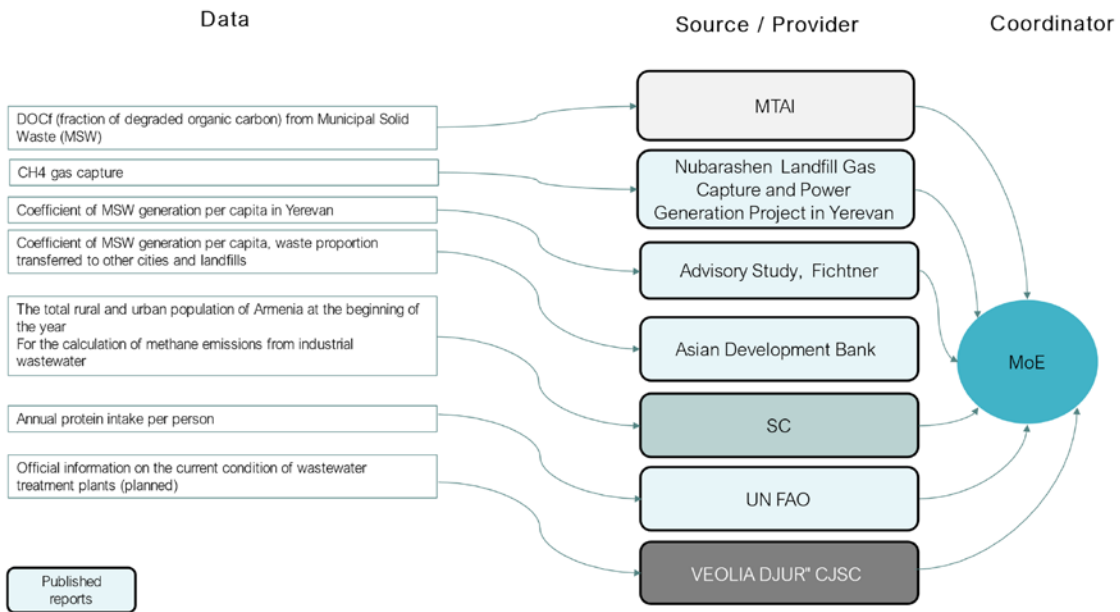 Data
Source / Provider
Coordinator
DOCf (fraction of degraded organic carbon) from Municipal Solid
Waste (MSW)
CH4 gas capture
Coefficient of MSW generation per capita in Yerevan
Coefficient of MSW generation per capita, waste proportion
transferred to other cities and landfills
The total rural and urban population of Armenia at the beginning of
the year
For the calculation of methane emissions from industrial
wastewater
Annual protein intake per person
Official information on the current condition of wastewater
treatment plants (planned)
MTAI
Nubarashen Landfill Gas
Capture and Power
Generation Project in Yerevan
Advisory Study, Fichtner
Asian Development Bank
SC
UN FAO
VEOLIA DJUR" CJSC
MoE
Published
reports